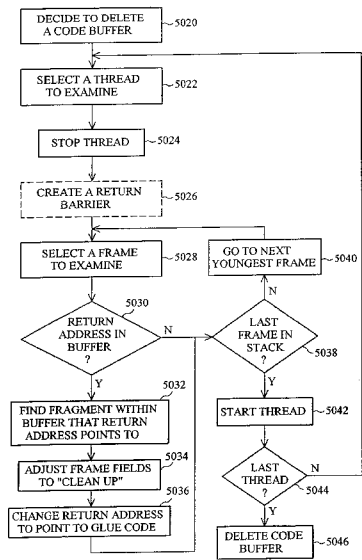 DECIDE TO DELETE
A CODE BUFFER
5020
SELECT A THREAD
TO EXAMINE
5022
STOP THREAD
5024
CREATE A RETURN
BARRIER
5026
SELECT A FRAME
TO EXAMINE
5028
GO TO NEXT
YOUNGEST FRAME
5040
N
RETURN
ADDRESS IN
BUFFER
?
5030
N
Y
LAST
FRAME IN
STACK
?
5038
Y
FIND FRAGMENT WITHIN
BUFFER THAT RETURN
ADDRESS POINTS TO
5032
START THREAD
5042
ADJUST FRAME FIELDS
TO "CLEAN UP"
5034
LAST
THREAD
?
5044
N
Y
CHANGE RETURN ADDRESS
TO POINT TO GLUE CODE
5036
DELETE CODE
BUFFER
5046